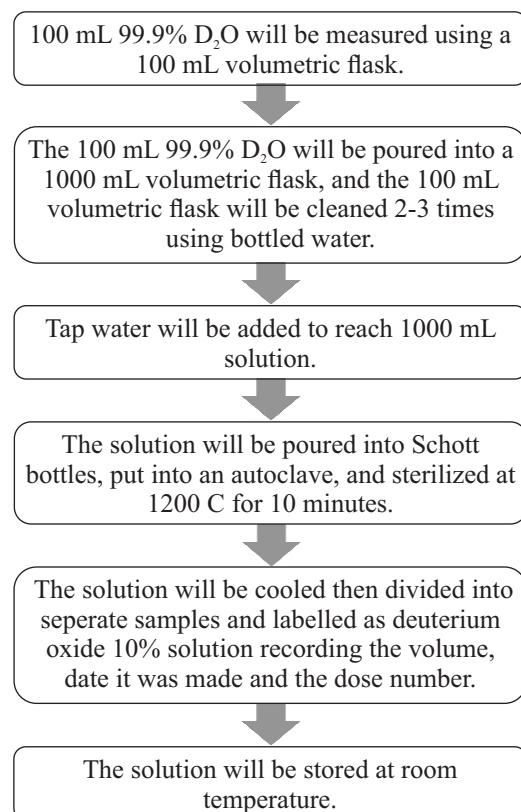 100 mL 99.9% D₂O will be measured using a
100 mL volumetric flask.
The 100 mL 99.9% D₂O will be poured into a
1000 mL volumetric flask, and the 100 mL
volumetric flask will be cleaned 2-3 times
using bottled water.
Tap water will be added to reach 1000 mL
solution.
The solution will be poured into Schott
bottles, put into an autoclave, and sterilized at
1200 C for 10 minutes.
The solution will be cooled then divided into
seperate samples and labelled as deuterium
oxide 10% solution recording the volume,
date it was made and the dose number.
The solution will be stored at room
temperature.